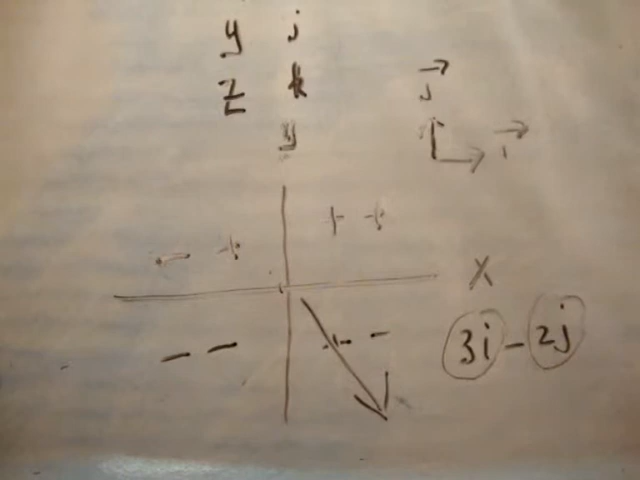 y j
z k
y
j
i
- + + +
x
- - + -
3i - 2j